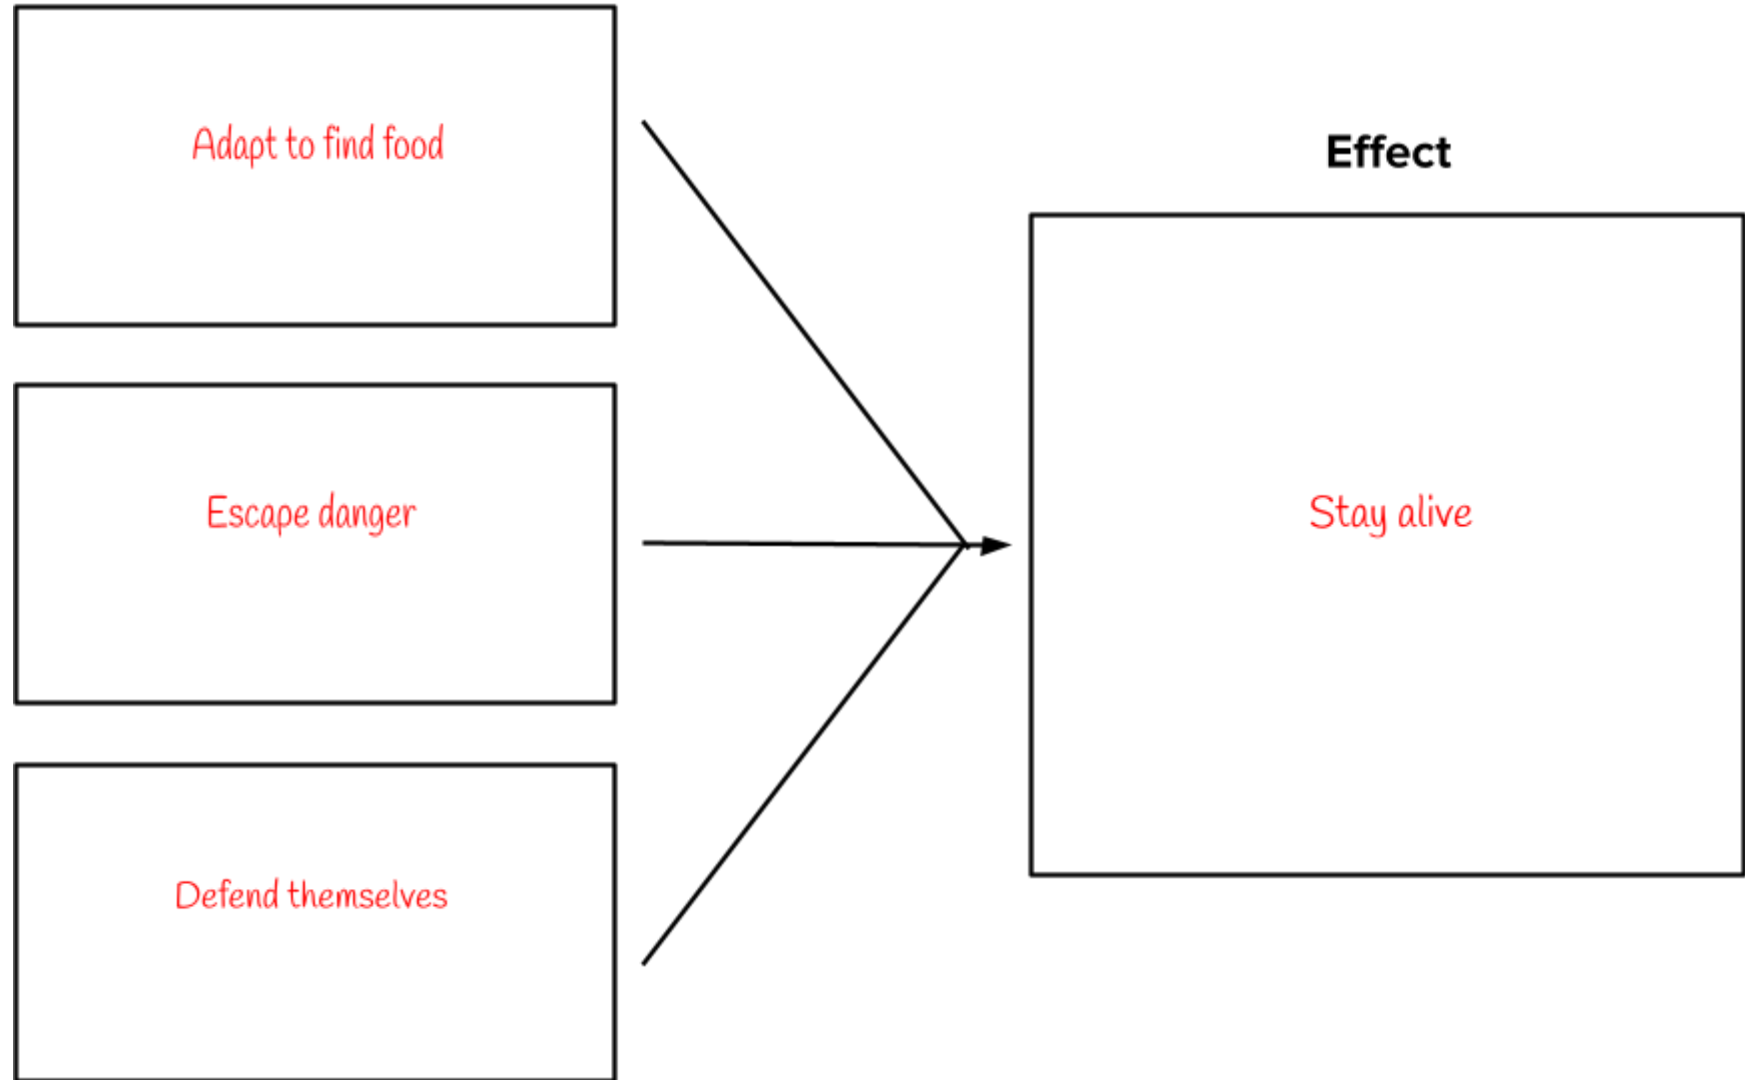 Adapt to find food
Effect
Escape danger
Stay alive
Defend themselves